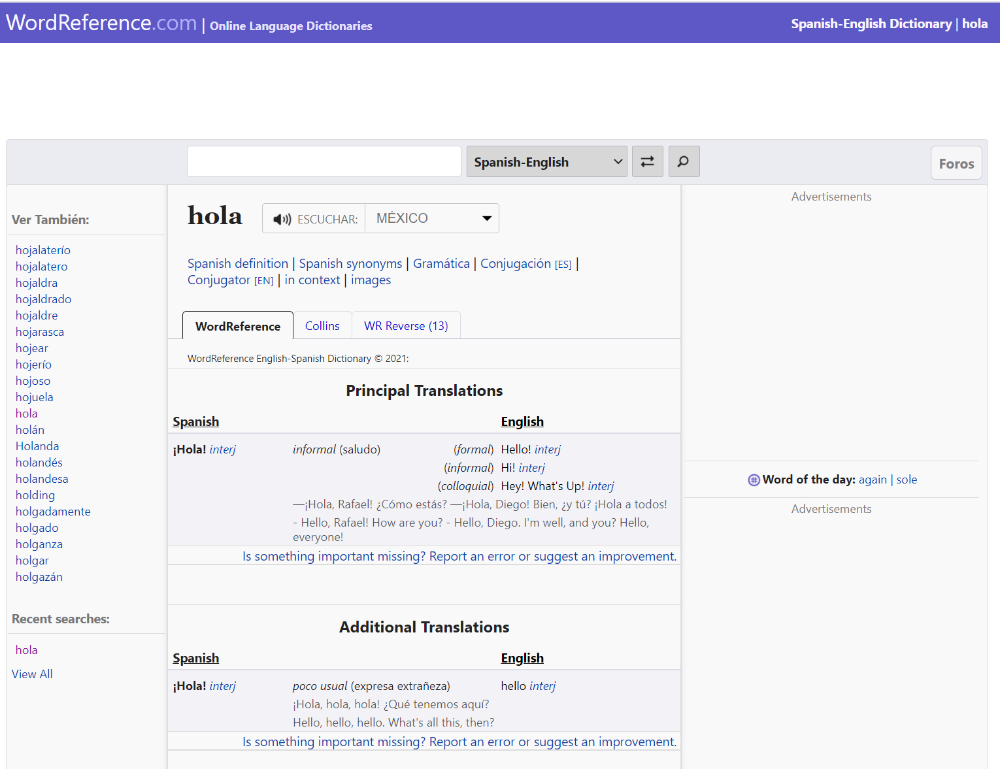 WordReference.com | Online Language Dictionaries
Spanish-English Dictionary | hola
Spanish-English
Foros
Ver También:
hojalaterío
hojalatero
hojaldra
hojaldrado
hojaldre
hojarasca
hojear
hojerío
hojoso
hojuela
hola
holán
Holanda
holandés
holandesa
holding
holgadamente
holgado
holganza
holgar
holgazán
Recent searches:
hola
View All
hola
ESCUCHAR:
MÉXICO
Spanish definition | Spanish synonyms | Gramática | Conjugación [ES] |
Conjugator [EN] | in context | images
WordReference
Collins
WR Reverse (13)
WordReference English-Spanish Dictionary © 2021:
Principal Translations
Spanish English
¡Hola! interj informal (saludo) (formal) Hello! interj
(informal) Hi! interj
(colloquial) Hey! What's Up! interj
—¡Hola, Rafael! ¿Cómo estás? —¡Hola, Diego! Bien, ¿y tú? ¡Hola a todos!
- Hello, Rafael! How are you? - Hello, Diego. I'm well, and you? Hello,
everyone!
Is something important missing? Report an error or suggest an improvement.
Additional Translations
Spanish English
¡Hola! interj poco usual (expresa extrañeza) hello interj
¡Hola, hola, hola! ¿Qué tenemos aquí?
Hello, hello, hello. What's all this, then?
Is something important missing? Report an error or suggest an improvement.
Advertisements
Word of the day: again | sole
Advertisements